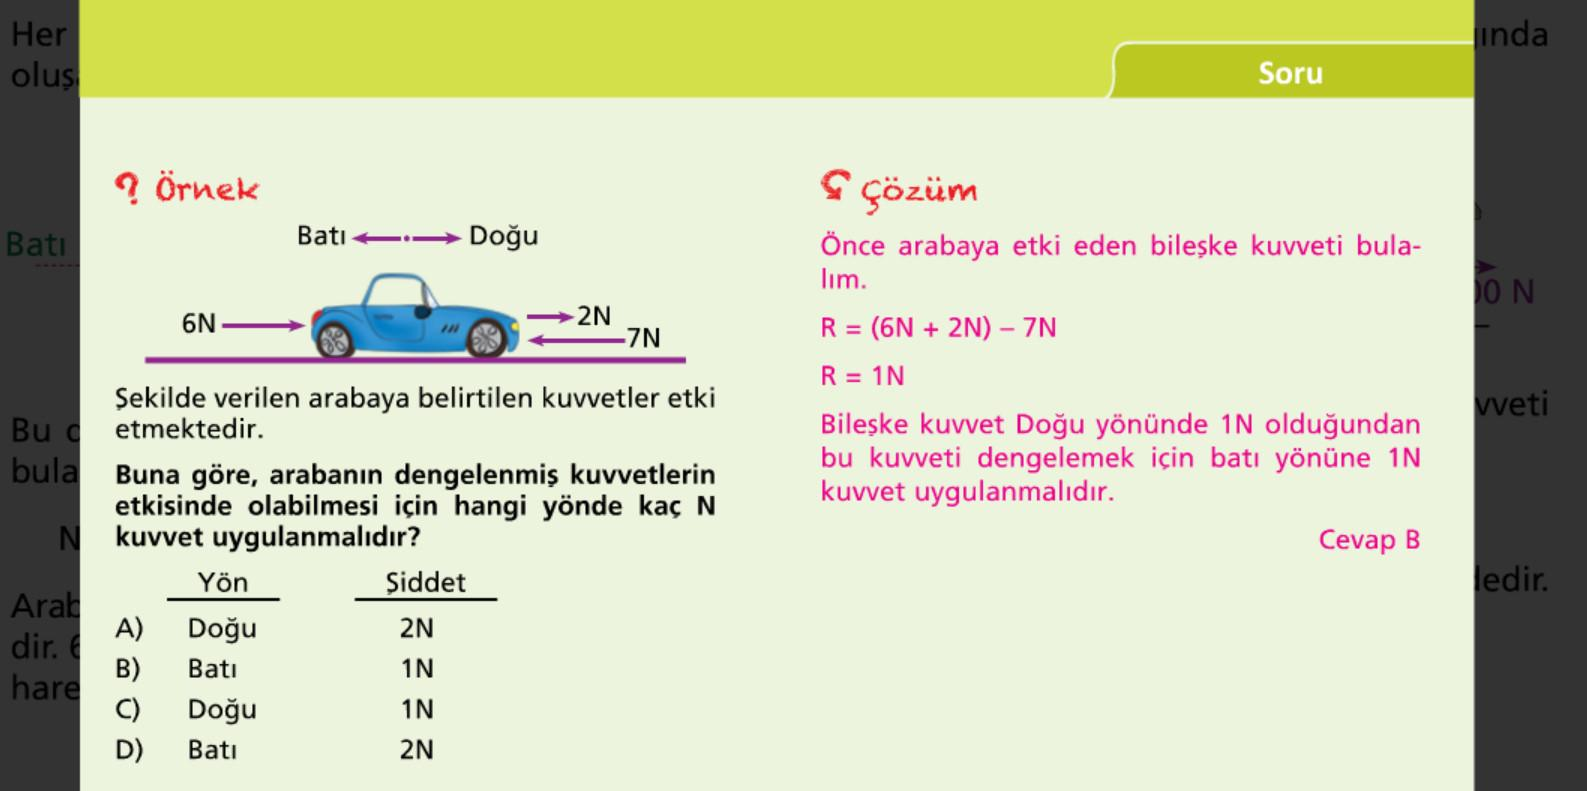 Soru
Her
oluş
ında
Batı
00 N
vveti
Bu
bula
N
Arab
dir. 6
hare
dedir.
? Örnek
Batı Doğu
6N
2N
7N
Şekilde verilen arabaya belirtilen kuvvetler etki
etmektedir.
Buna göre, arabanın dengelenmiş kuvvetlerin
etkisinde olabilmesi için hangi yönde kaç N
kuvvet uygulanmalıdır?
Yön Şiddet
A) Doğu 2N
B) Batı 1N
C) Doğu 1N
D) Batı 2N
Çözüm
Önce arabaya etki eden bileşke kuvveti bula-
lım.
R = (6N + 2N) – 7N
R = 1N
Bileşke kuvvet Doğu yönünde 1N olduğundan
bu kuvveti dengelemek için batı yönüne 1N
kuvvet uygulanmalıdır.
Cevap B